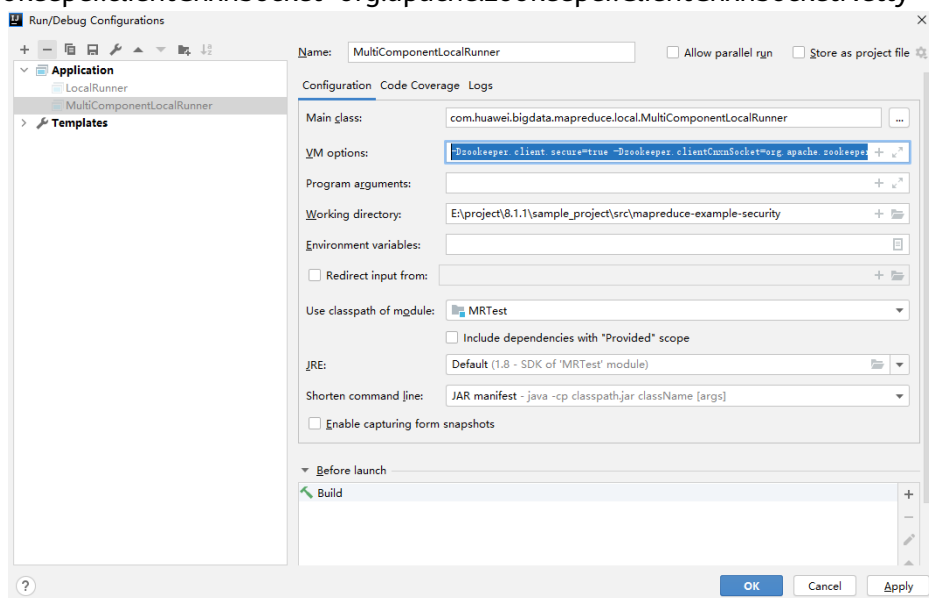 Run/Debug Configurations
Name: MultiComponentLocalRunner
Allow parallel run
Store as project file
Application
LocalRunner
MultiComponentLocalRunner
Templates
Configuration Code Coverage Logs
Main class: com.huawei.bigdata.mapreduce.local.MultiComponentLocalRunner ...
VM options: -Dzookeeper.client.secure=true -Dzookeeper.clientCnxnSocket=org.apache.zookeeper
Program arguments:
Working directory: E:\project\8.1.1\sample_project\src\mapreduce-example-security
Environment variables:
Redirect input from:
Use classpath of module: MRTest
Include dependencies with "Provided" scope
JRE: Default (1.8 - SDK of 'MRTest' module)
Shorten command line: JAR manifest - java -cp classpath.jar className [args]
Enable capturing form snapshots
Before launch
Build
? OK Cancel Apply